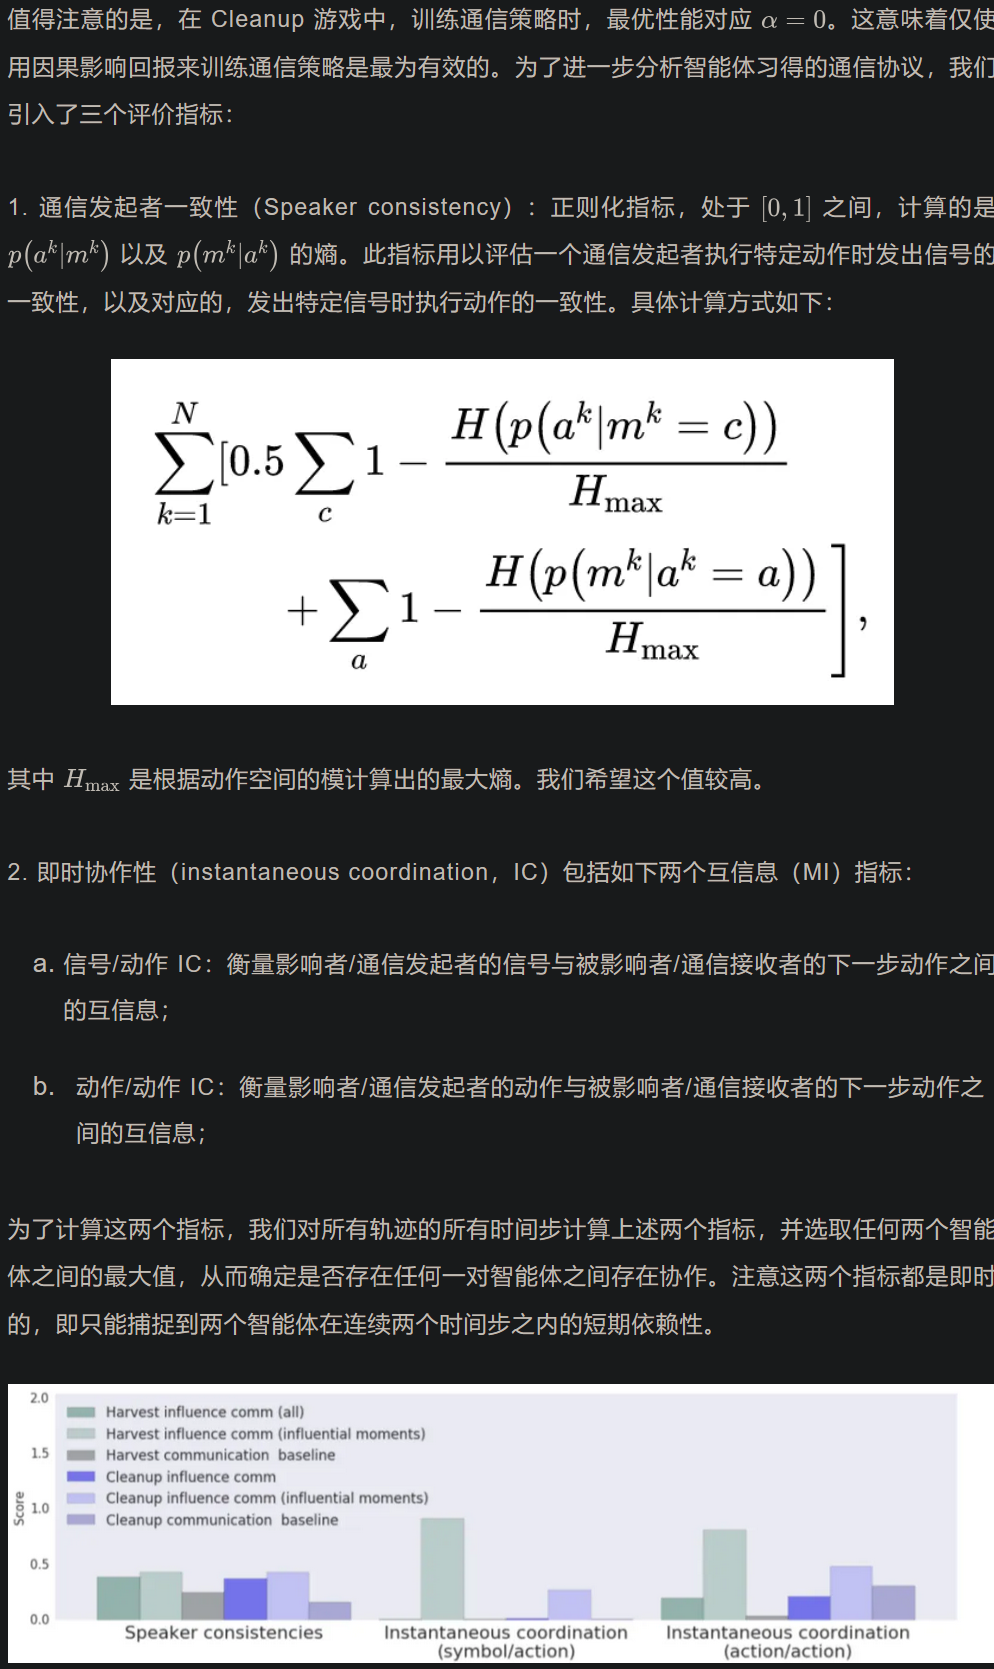 值得注意的是，在 Cleanup 游戏中，训练通信策略时，最优性能对应 α = 0。这意味着仅使
用因果影响回报来训练通信策略是最为有效的。为了进一步分析智能体习得的通信协议，我们
引入了三个评价指标：
1. 通信发起者一致性（Speaker consistency）：正则化指标，处于 [0, 1] 之间，计算的是
p(a^k|m^k) 以及 p(m^k|a^k) 的熵。此指标用以评估一个通信发起者执行特定动作时发出信号的
一致性，以及对应的，发出特定信号时执行动作的一致性。具体计算方式如下：
\sum_{k=1}^{N} [0.5 \sum_{c} 1 - \frac{H(p(a^k|m^k = c))}{H_{max}}
+ \sum_{a} 1 - \frac{H(p(m^k|a^k = a))}{H_{max}} ],
其中 H_{max} 是根据动作空间的模计算出的最大熵。我们希望这个值较高。
2. 即时协作性（instantaneous coordination，IC）包括如下两个互信息（MI）指标：
a. 信号/动作 IC：衡量影响者/通信发起者的信号与被影响者/通信接收者的下一步动作之间
的互信息；
b. 动作/动作 IC：衡量影响者/通信发起者的动作与被影响者/通信接收者的下一步动作之
间的互信息；
为了计算这两个指标，我们对所有轨迹的所有时间步计算上述两个指标，并选取任何两个智能
体之间的最大值，从而确定是否存在任何一对智能体之间存在协作。注意这两个指标都是即时
的，即只能捕捉到两个智能体在连续两个时间步之内的短期依赖性。
Score
2.0
1.5
1.0
0.5
0.0
Harvest influence comm (all)
Harvest influence comm (influential moments)
Harvest communication baseline
Cleanup influence comm
Cleanup influence comm (influential moments)
Cleanup communication baseline
Speaker consistencies
Instantaneous coordination
(symbol/action)
Instantaneous coordination
(action/action)